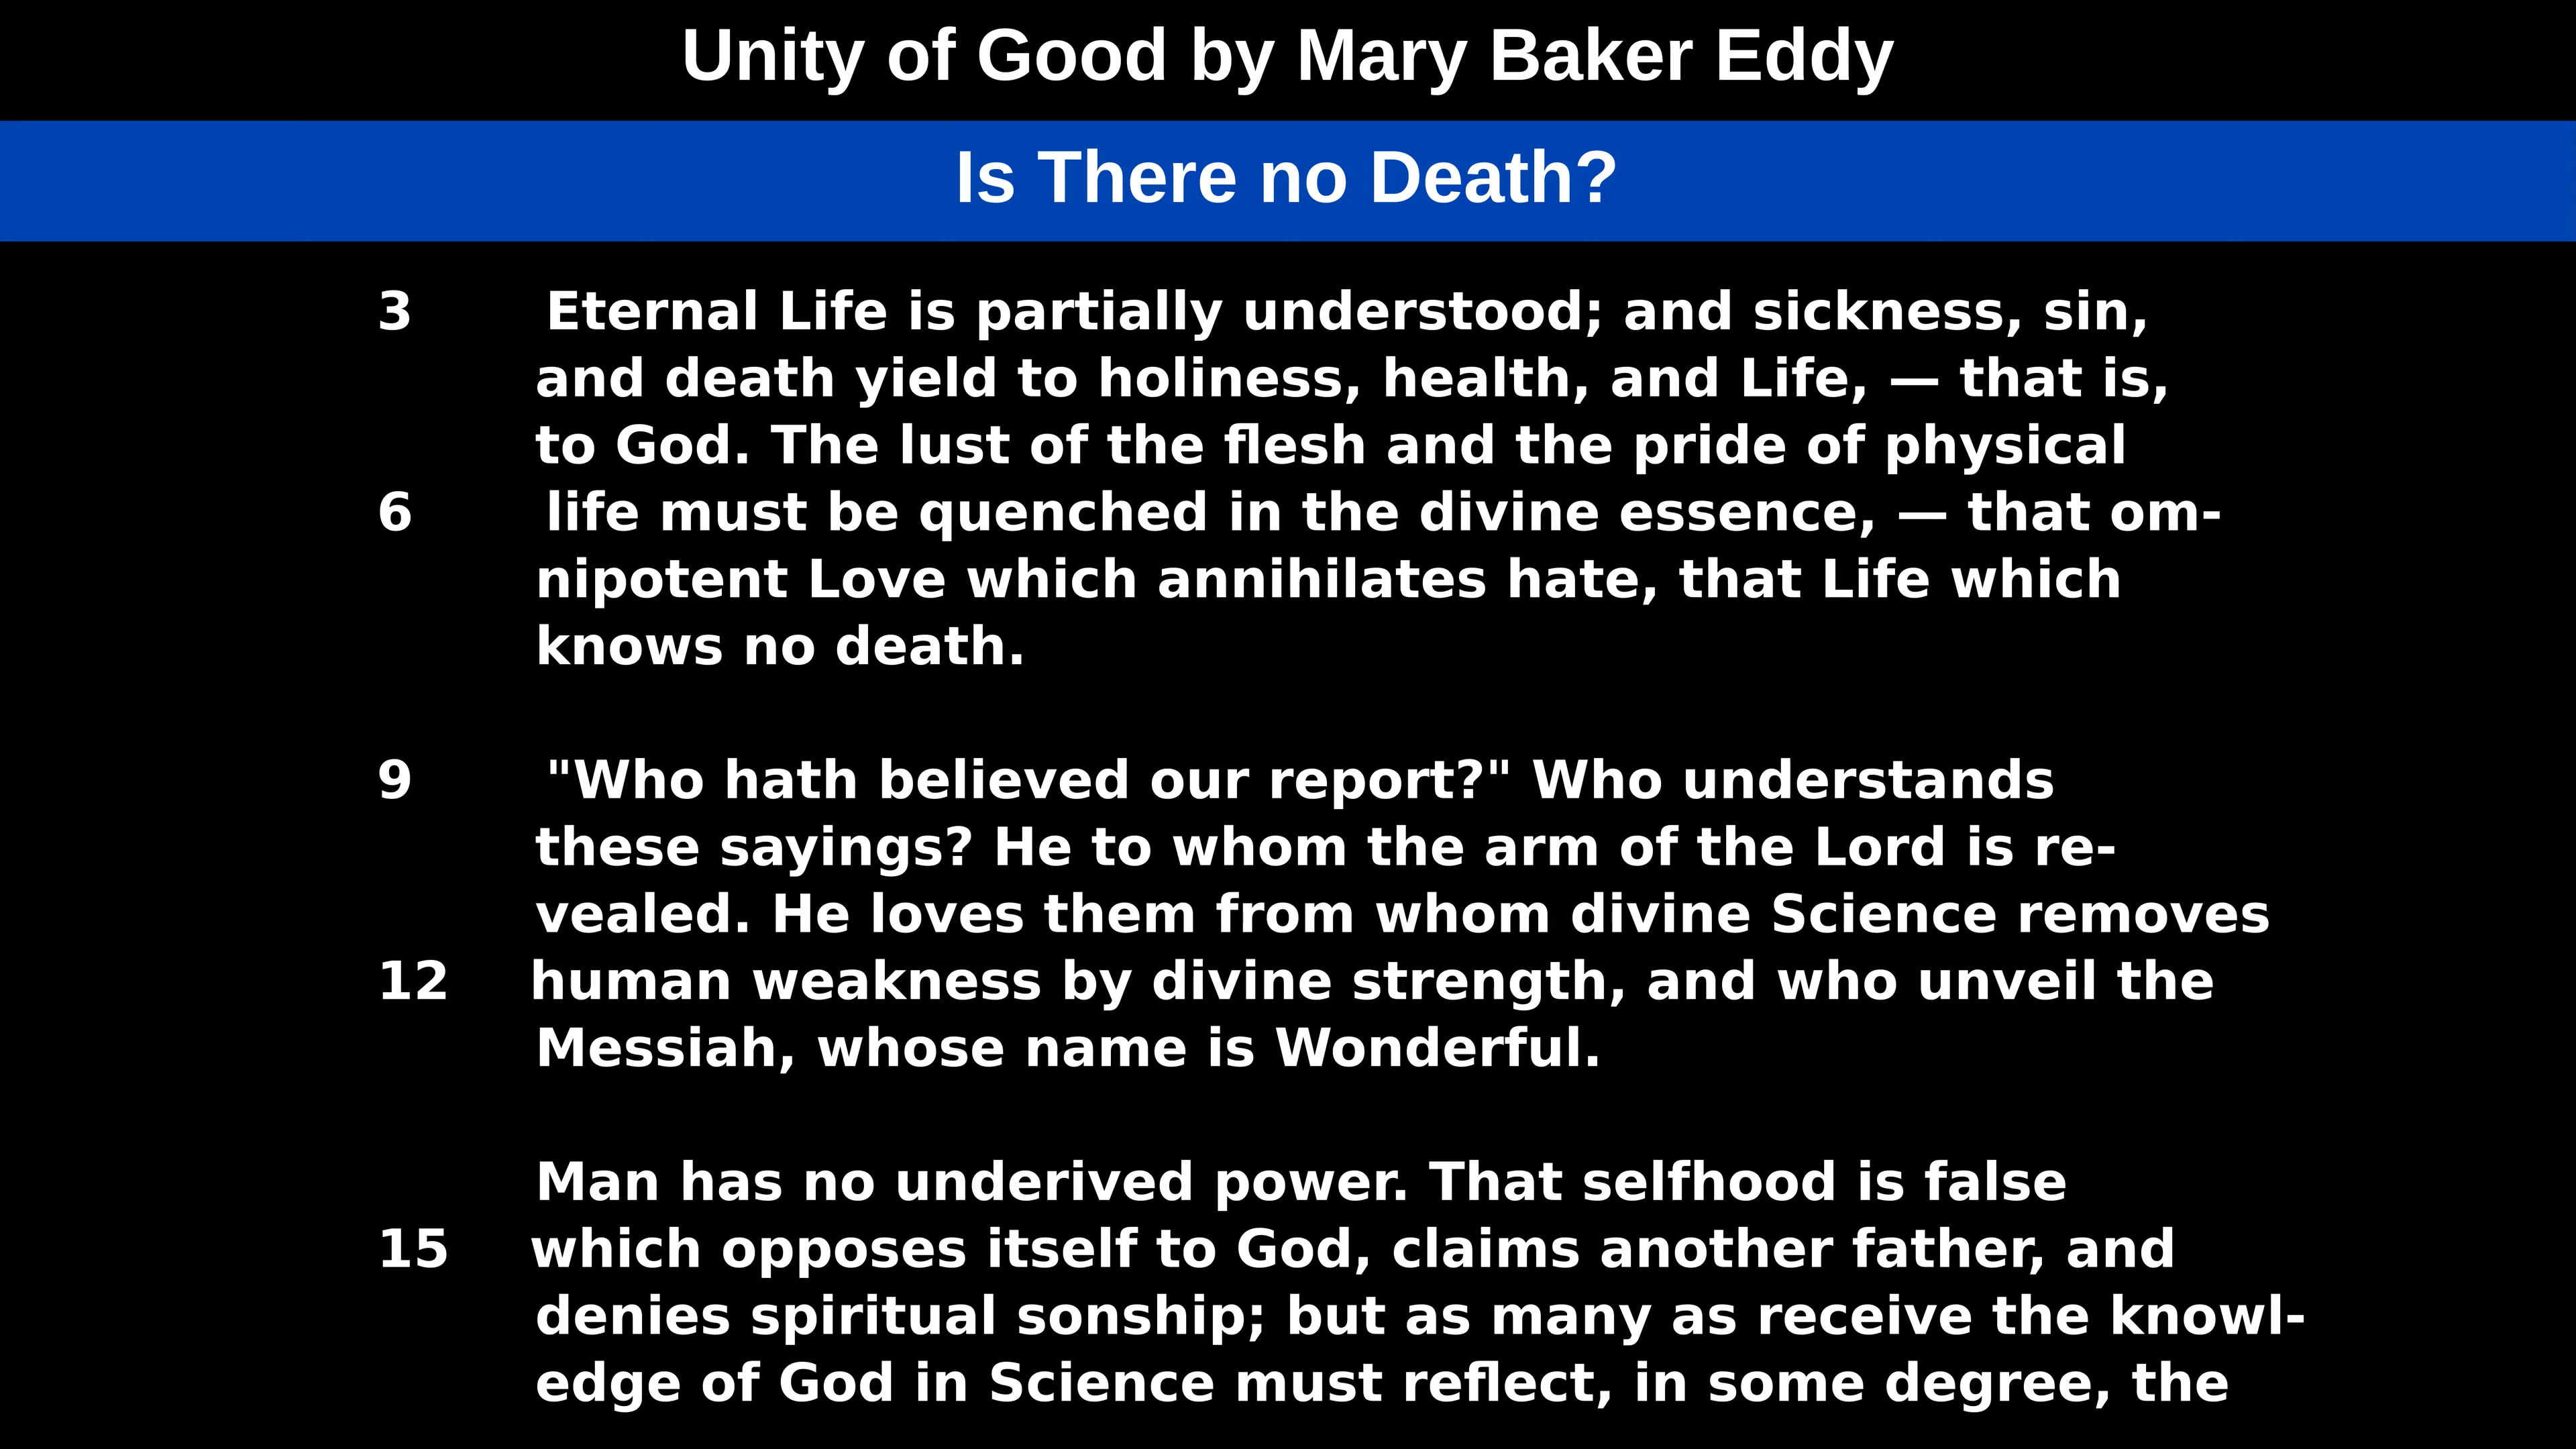 Unity of Good by Mary Baker Eddy
Is There no Death?
3 Eternal Life is partially understood; and sickness, sin,
and death yield to holiness, health, and Life, — that is,
to God. The lust of the flesh and the pride of physical
6 life must be quenched in the divine essence, — that om-
nipotent Love which annihilates hate, that Life which
knows no death.
9 "Who hath believed our report?" Who understands
these sayings? He to whom the arm of the Lord is re-
vealed. He loves them from whom divine Science removes
12 human weakness by divine strength, and who unveil the
Messiah, whose name is Wonderful.
Man has no underived power. That selfhood is false
15 which opposes itself to God, claims another father, and
denies spiritual sonship; but as many as receive the knowl-
edge of God in Science must reflect, in some degree, the